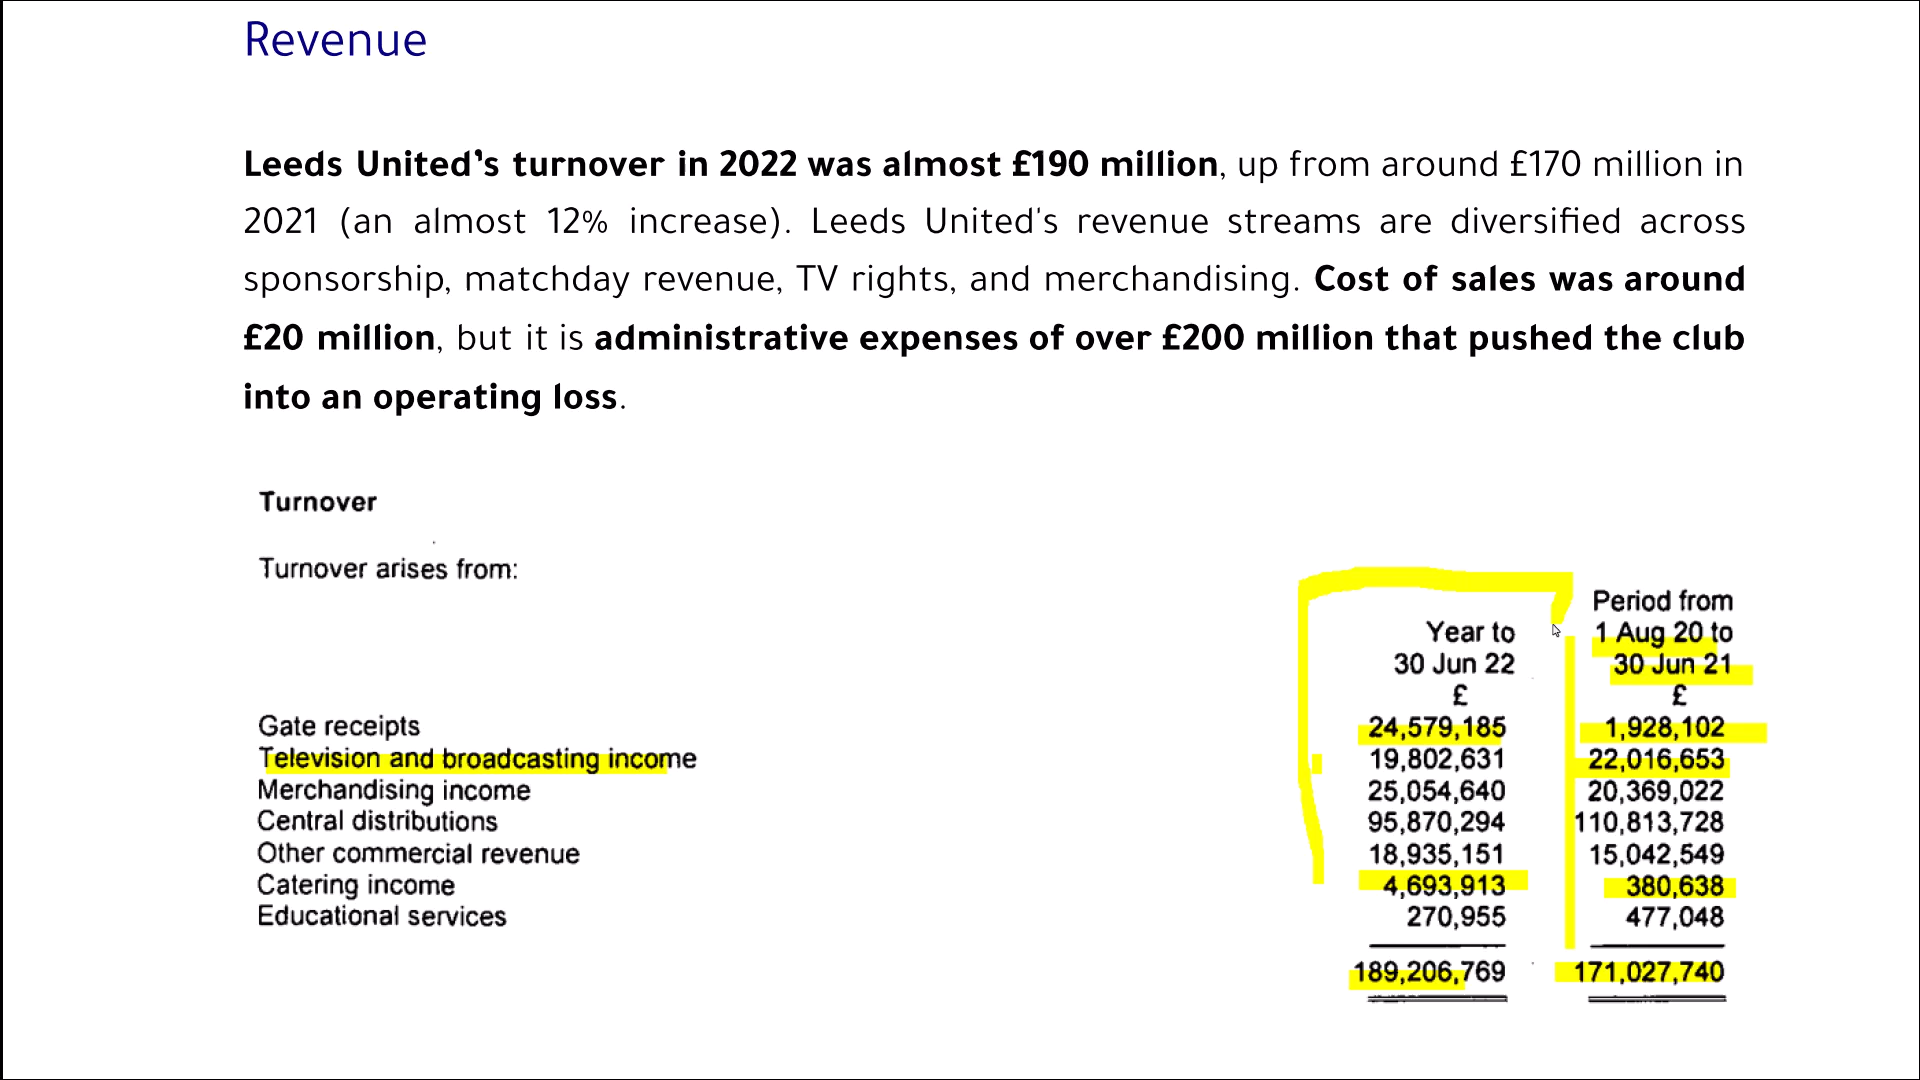 Revenue
Leeds United’s turnover in 2022 was almost £190 million, up from around £170 million in
2021 (an almost 12% increase). Leeds United's revenue streams are diversified across
sponsorship, matchday revenue, TV rights, and merchandising. Cost of sales was around
£20 million, but it is administrative expenses of over £200 million that pushed the club
into an operating loss.
Turnover
Turnover arises from:
Period from
Year to 1 Aug 20 to
30 Jun 22 30 Jun 21
£ £
Gate receipts 24,579,185 1,928,102
Television and broadcasting income 19,802,631 22,016,653
Merchandising income 25,054,640 20,369,022
Central distributions 95,870,294 110,813,728
Other commercial revenue 18,935,151 15,042,549
Catering income 4,693,913 380,638
Educational services 270,955 477,048
189,206,769 171,027,740